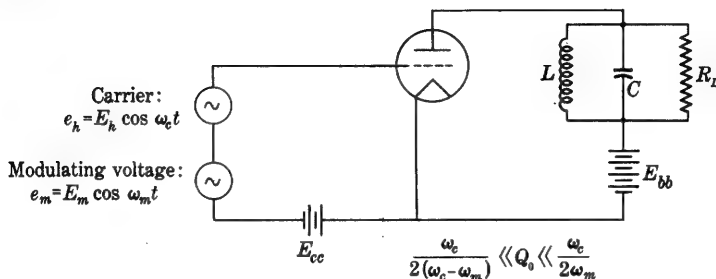 Carrier:
e_h=E_h cos ω_c t
Modulating voltage:
e_m=E_m cos ω_m t
E_cc
L
C
R_L
E_bb
ω_c / 2(ω_c − ω_m) ≪ Q_0 ≪ ω_c / 2ω_m